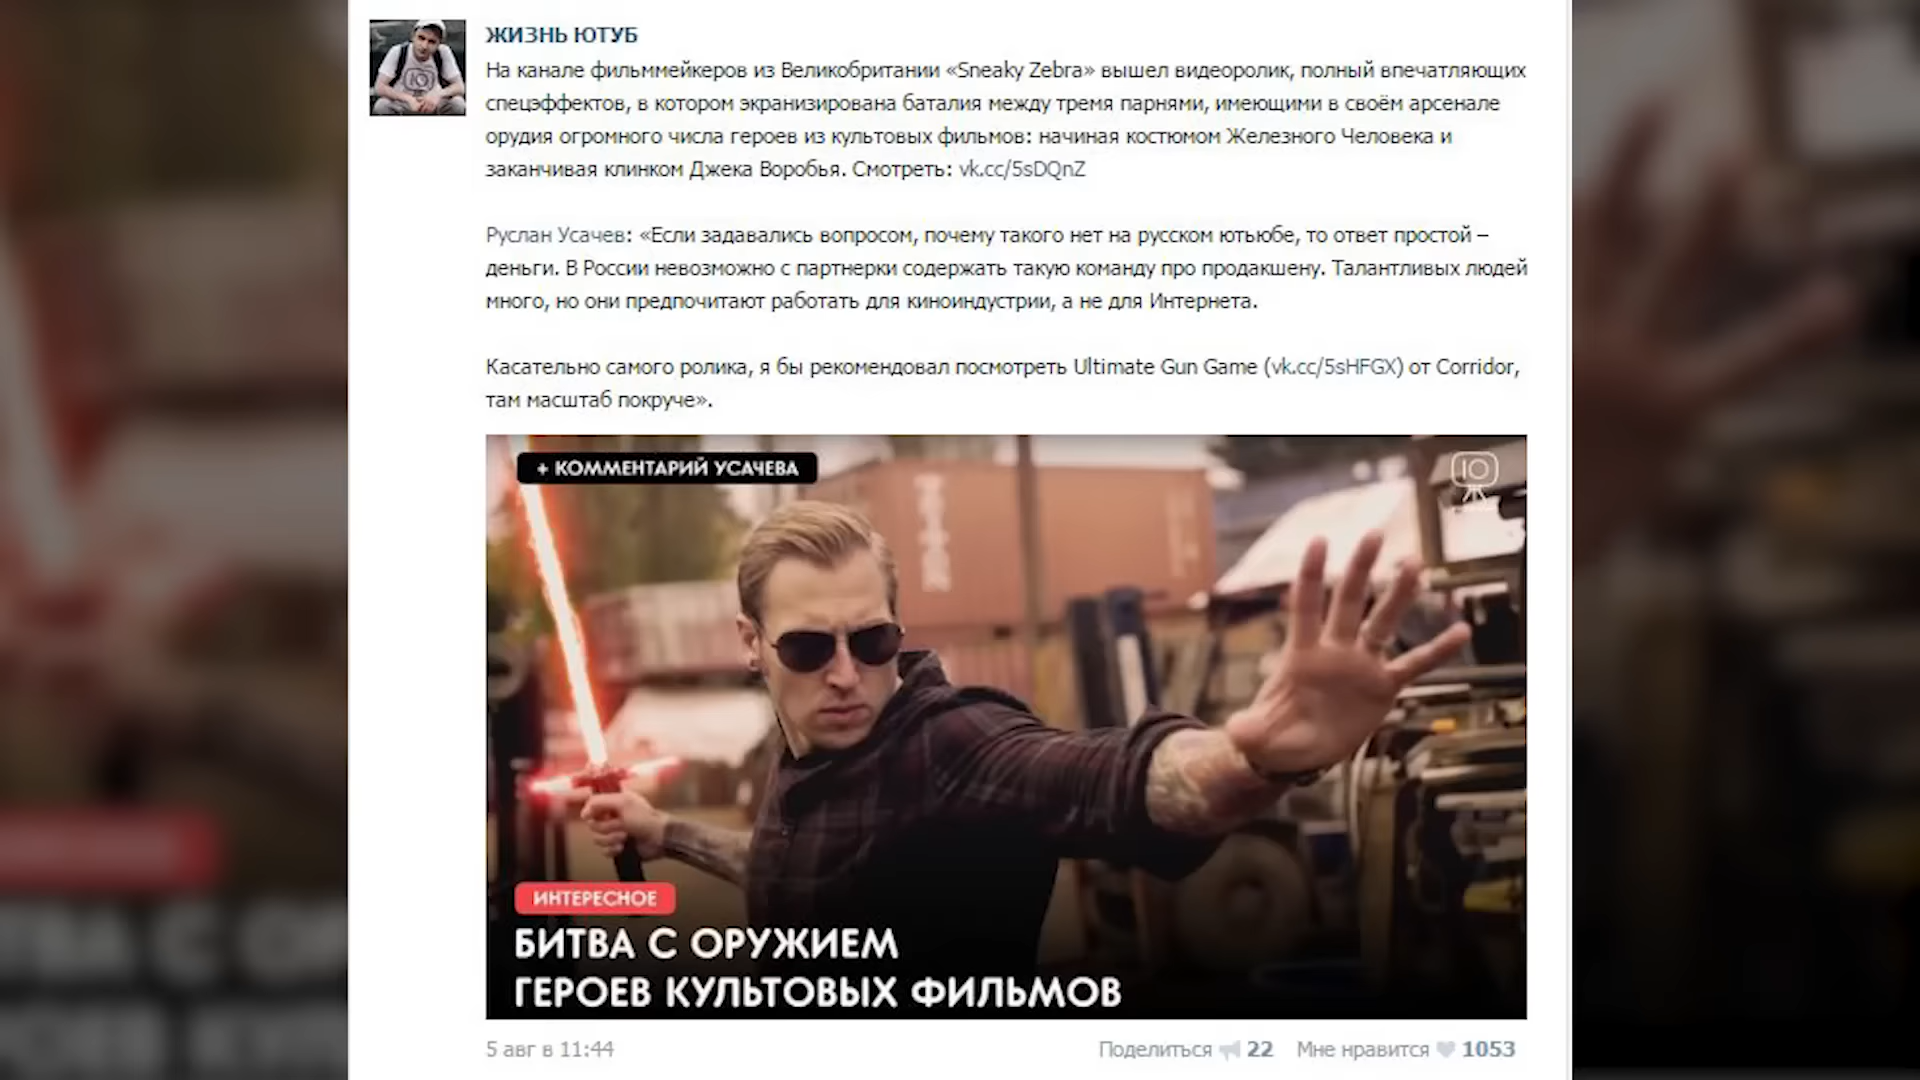 ЖИЗНЬ ЮТУБ
На канале фильммейкеров из Великобритании «Sneaky Zebra» вышел видеоролик, полный впечатляющих
спецэффектов, в котором экранизирована баталия между тремя парнями, имеющими в своём арсенале
орудия огромного числа героев из культовых фильмов: начиная костюмом Железного Человека и
заканчивая клинком Джека Воробья. Смотреть: vk.cc/5sDQnZ
Руслан Усачев: «Если задавались вопросом, почему такого нет на русском ютьюбе, то ответ простой –
деньги. В России невозможно с партнерки содержать такую команду про продакшену. Талантливых людей
много, но они предпочитают работать для киноиндустрии, а не для Интернета.
Касательно самого ролика, я бы рекомендовал посмотреть Ultimate Gun Game (vk.cc/5sHFGX) от Corridor,
там масштаб покруче».
+ КОММЕНТАРИЙ УСАЧЕВА
ИНТЕРЕСНОЕ
БИТВА С ОРУЖИЕМ
ГЕРОЕВ КУЛЬТОВЫХ ФИЛЬМОВ
5 авг в 11:44
Поделиться 22 Мне нравится 1053